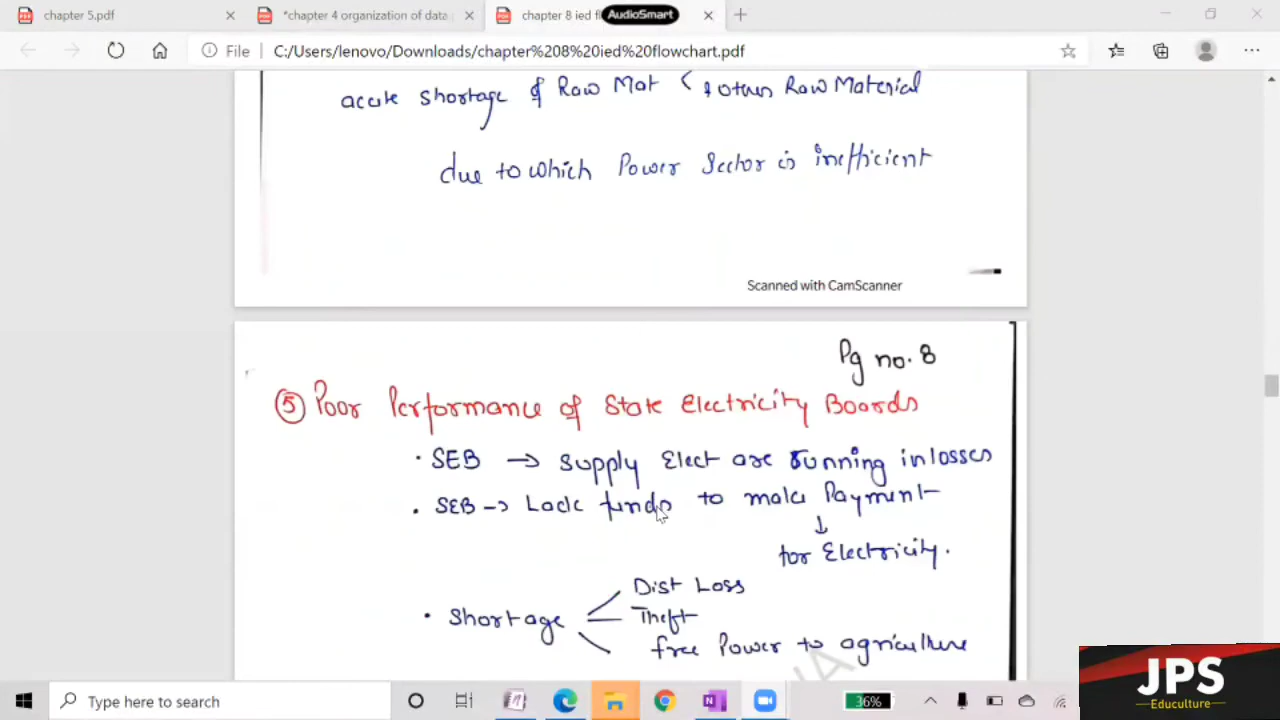 chapter 5.pdf
*chapter 4 organization of data
chapter 8 ied fl
AudioSmart
File
C:/Users/lenovo/Downloads/chapter%208%20ied%20flowchart.pdf
acute shortage of Raw Mat < & other Raw Material
due to which Power Sector is inefficient
Scanned with CamScanner
Pg no. 8
⑤ Poor Performance of State Electricity Boards
• SEB → Supply Elect are running in losses
• SEB → Lack funds to make Payment
↓
for Electricity.
Dist Loss
• Shortage
Theft
free Power to agriculture
JPS
Educulture
Type here to search
36%